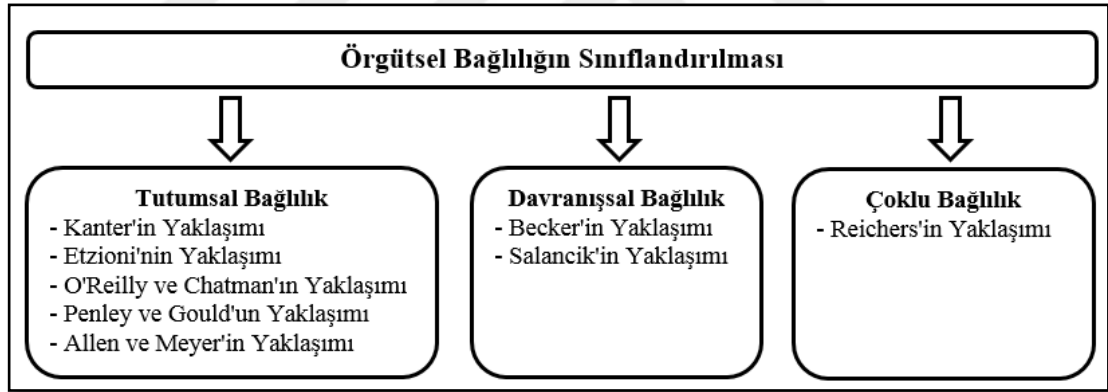 Örgütsel Bağlılığın Sınıflandırılması
Tutumsal Bağlılık
- Kanter'in Yaklaşımı
- Etzioni'nin Yaklaşımı
- O'Reilly ve Chatman'ın Yaklaşımı
- Penley ve Gould'un Yaklaşımı
- Allen ve Meyer'in Yaklaşımı
Davranışsal Bağlılık
- Becker'in Yaklaşımı
- Salancik'in Yaklaşımı
Çoklu Bağlılık
- Reichers'in Yaklaşımı